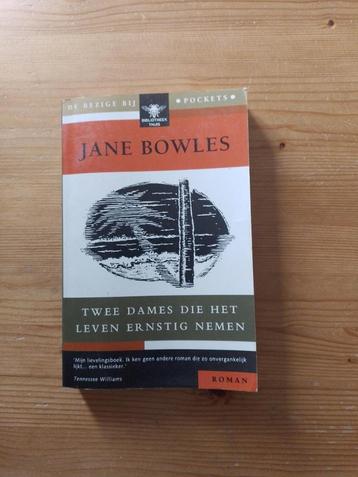 DE BEZIGE BIJ
• POCKETS •
BIBLIOTHEEK
THUIS
JANE BOWLES
TWEE DAMES DIE HET
LEVEN ERNSTIG NEMEN
'Mijn lievelingsboek. Ik ken geen andere roman die zo onvergankelijk
lijkt... een klassieker.'
Tennessee Williams
ROMAN